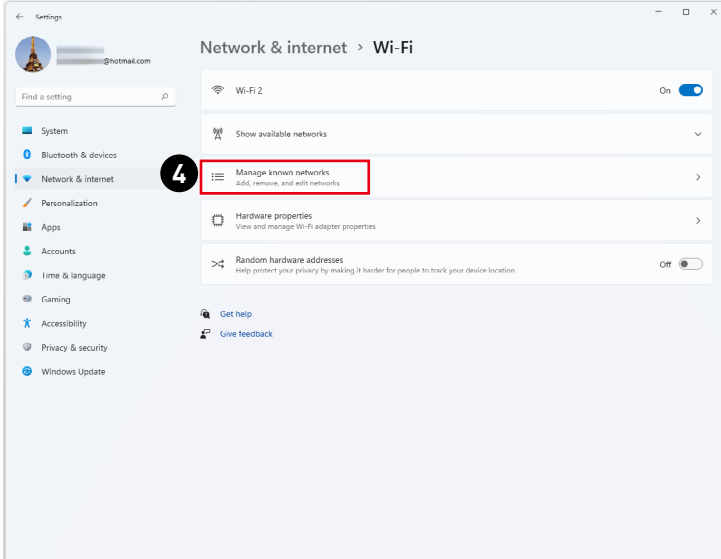 Settings
@hotmail.com
Find a setting
System
Bluetooth & devices
Network & internet
Personalization
Apps
Accounts
Time & language
Gaming
Accessibility
Privacy & security
Windows Update
Network & internet > Wi-Fi
Wi-Fi 2
On
Show available networks
4
Manage known networks
Add, remove, and edit networks
Hardware properties
View and manage Wi-Fi adapter properties
Random hardware addresses
Help protect your privacy by making it harder for people to track your device location.
Off
Get help
Give feedback